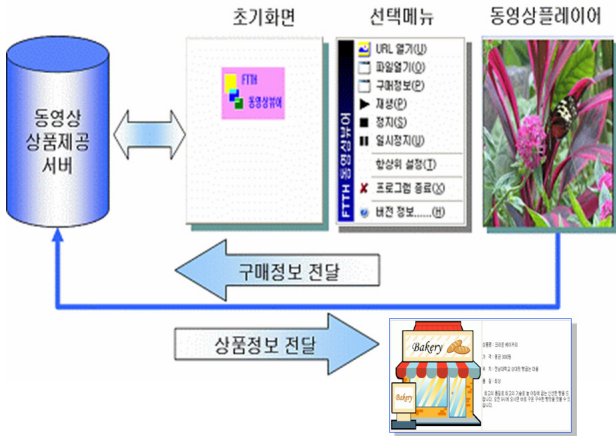 초기화면
선택메뉴
동영상플레이어
동영상
상품제공
서버
FTTH
동영상뷰어
FTTH 동영상뷰어
URL 열기(U)
파일열기(O)
구매정보(P)
재생(P)
정지(S)
일시정지(U)
항상위 설정(T)
프로그램 종료(X)
버전 정보......(H)
구매정보 전달
상품정보 전달
Bakery
Bakery